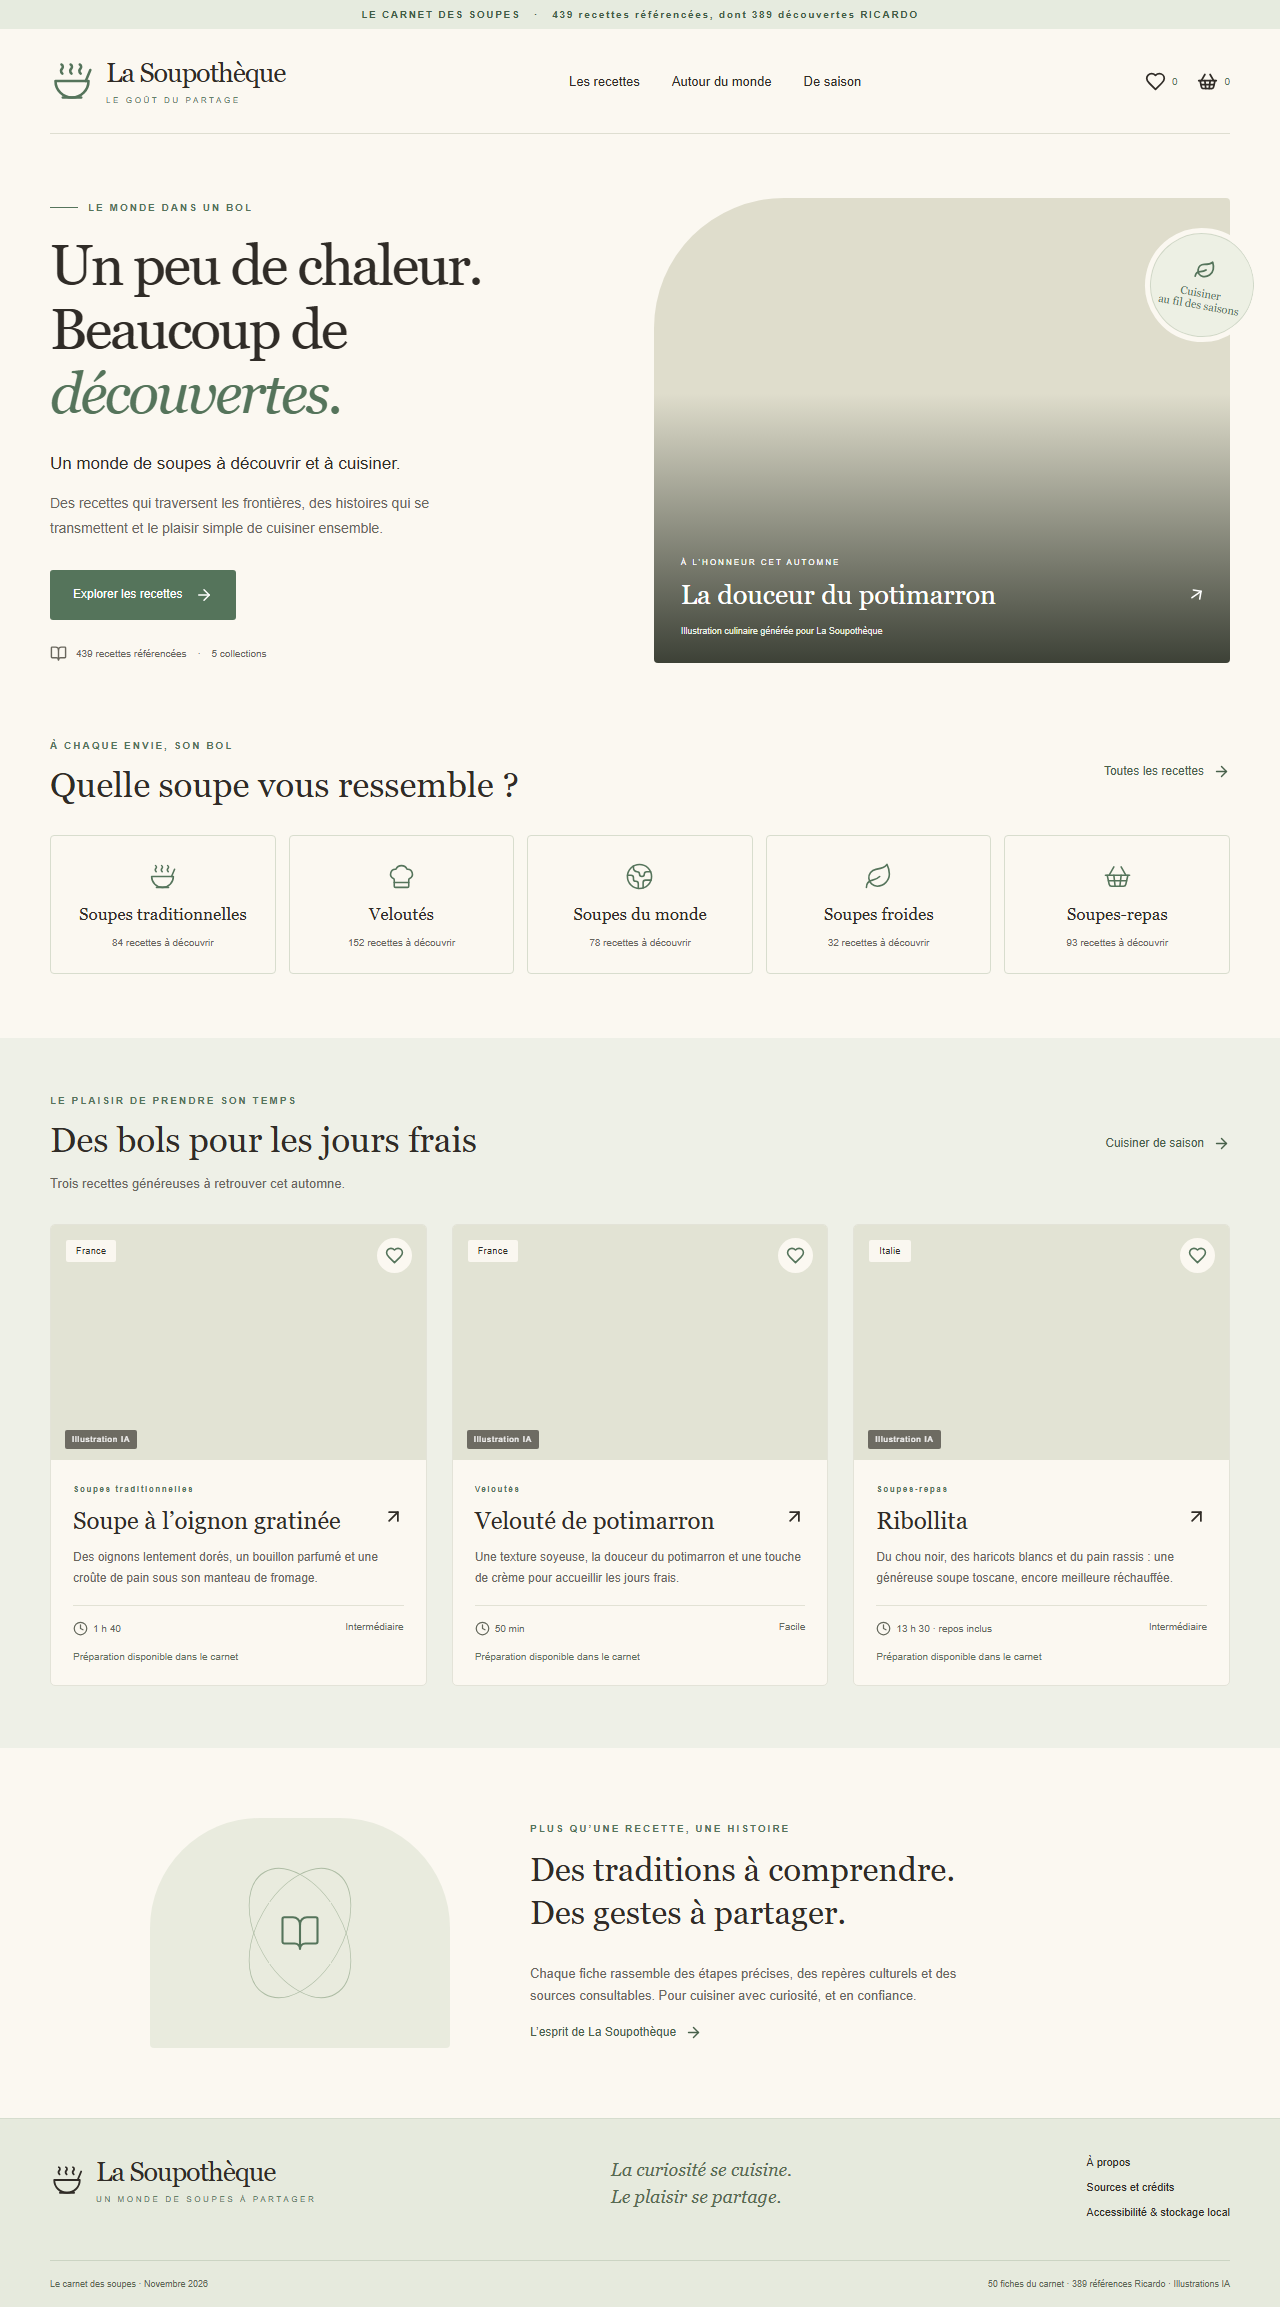 LE CARNET DES SOUPES · 439 recettes référencées, dont 389 découvertes RICARDO
La Soupothèque
LE GOÛT DU PARTAGE
Les recettes
Autour du monde
De saison
0
0
LE MONDE DANS UN BOL
Un peu de chaleur.
Beaucoup de
découvertes.
Un monde de soupes à découvrir et à cuisiner.
Des recettes qui traversent les frontières, des histoires qui se
transmettent et le plaisir simple de cuisiner ensemble.
Explorer les recettes
439 recettes référencées · 5 collections
Cuisiner
au fil des saisons
À L'HONNEUR CET AUTOMNE
La douceur du potimarron
Illustration culinaire générée pour La Soupothèque
À CHAQUE ENVIE, SON BOL
Quelle soupe vous ressemble ?
Toutes les recettes
Soupes traditionnelles
84 recettes à découvrir
Veloutés
152 recettes à découvrir
Soupes du monde
78 recettes à découvrir
Soupes froides
32 recettes à découvrir
Soupes-repas
93 recettes à découvrir
LE PLAISIR DE PRENDRE SON TEMPS
Des bols pour les jours frais
Trois recettes généreuses à retrouver cet automne.
Cuisiner de saison
France
Illustration IA
Soupes traditionnelles
Soupe à l’oignon gratinée
Des oignons lentement dorés, un bouillon parfumé et une
croûte de pain sous son manteau de fromage.
1 h 40
Intermédiaire
Préparation disponible dans le carnet
France
Illustration IA
Veloutés
Velouté de potimarron
Une texture soyeuse, la douceur du potimarron et une touche
de crème pour accueillir les jours frais.
50 min
Facile
Préparation disponible dans le carnet
Italie
Illustration IA
Soupes-repas
Ribollita
Du chou noir, des haricots blancs et du pain rassis : une
généreuse soupe toscane, encore meilleure réchauffée.
13 h 30 · repos inclus
Intermédiaire
Préparation disponible dans le carnet
PLUS QU’UNE RECETTE, UNE HISTOIRE
Des traditions à comprendre.
Des gestes à partager.
Chaque fiche rassemble des étapes précises, des repères culturels et des
sources consultables. Pour cuisiner avec curiosité, et en confiance.
L’esprit de La Soupothèque
La Soupothèque
UN MONDE DE SOUPES À PARTAGER
La curiosité se cuisine.
Le plaisir se partage.
À propos
Sources et crédits
Accessibilité & stockage local
Le carnet des soupes · Novembre 2026
50 fiches du carnet · 389 références Ricardo · Illustrations IA